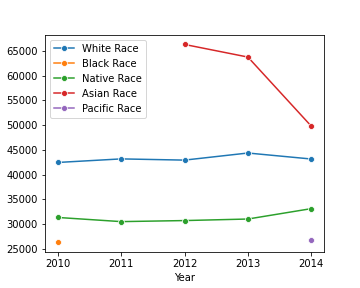 65000
60000
55000
50000
45000
40000
35000
30000
25000
White Race
Black Race
Native Race
Asian Race
Pacific Race
2010 2011 2012 2013 2014
Year